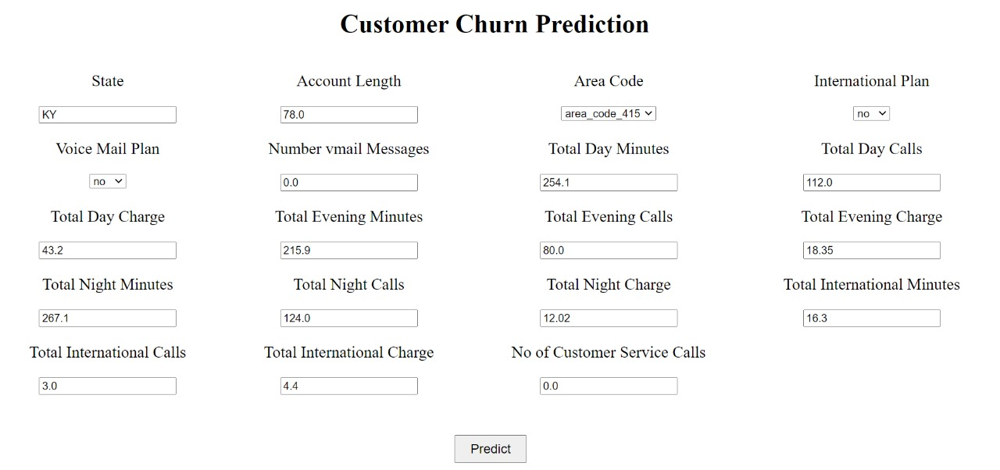 Customer Churn Prediction
State Account Length Area Code International Plan
KY 78.0 area_code_415 no
Voice Mail Plan Number vmail Messages Total Day Minutes Total Day Calls
no 0.0 254.1 112.0
Total Day Charge Total Evening Minutes Total Evening Calls Total Evening Charge
43.2 215.9 80.0 18.35
Total Night Minutes Total Night Calls Total Night Charge Total International Minutes
267.1 124.0 12.02 16.3
Total International Calls Total International Charge No of Customer Service Calls
3.0 4.4 0.0
Predict